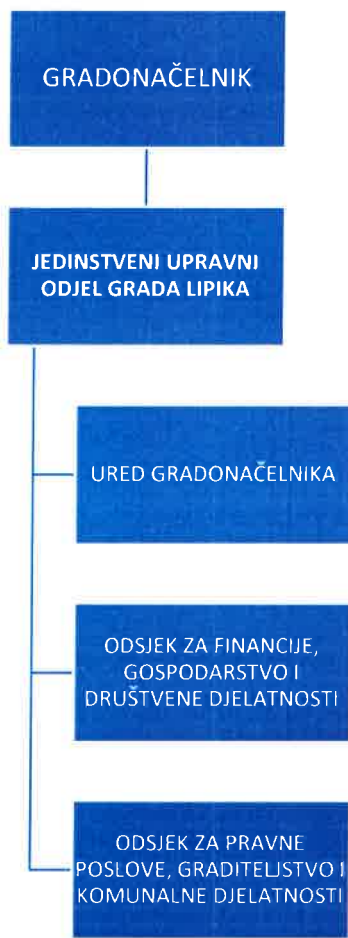 GRADONAČELNIK
JEDINSTVENI UPRAVNI
ODJEL GRADA LIPIKA
URED GRADONAČELNIKA
ODSJEK ZA FINANCIJE,
GOSPODARSTVO I
DRUŠTVENE DJELATNOSTI
ODSJEK ZA PRAVNE
POSLOVE, GRADITELJSTVO I
KOMUNALNE DJELATNOSTI